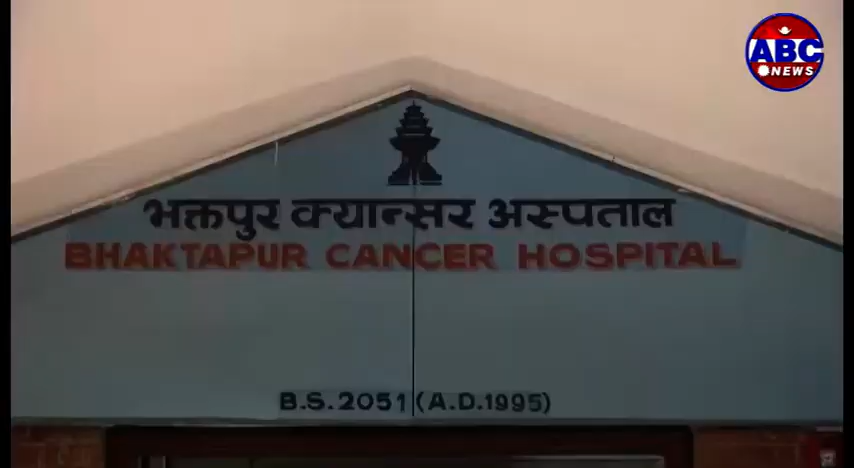 ABC
NEWS
भक्तपुर क्यान्सर अस्पताल
BHAKTAPUR CANCER HOSPITAL
B.S.2051(A.D.1995)